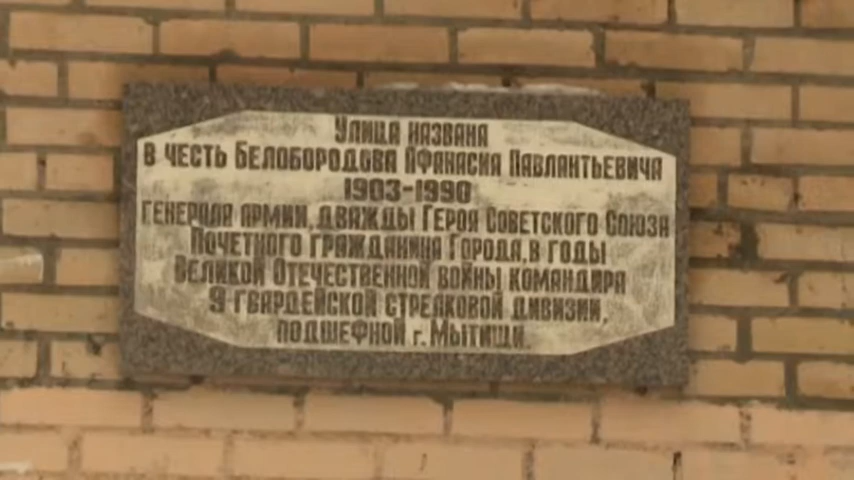 Улица названа
в честь Белобородова Афанасия Павлантьевича
1903-1990
генерала армии, дважды Героя Советского Союза
Почетного гражданина Города, в годы
Великой Отечественной войны командира
9 гвардейской стрелковой дивизии,
подшефной г. Мытищи.